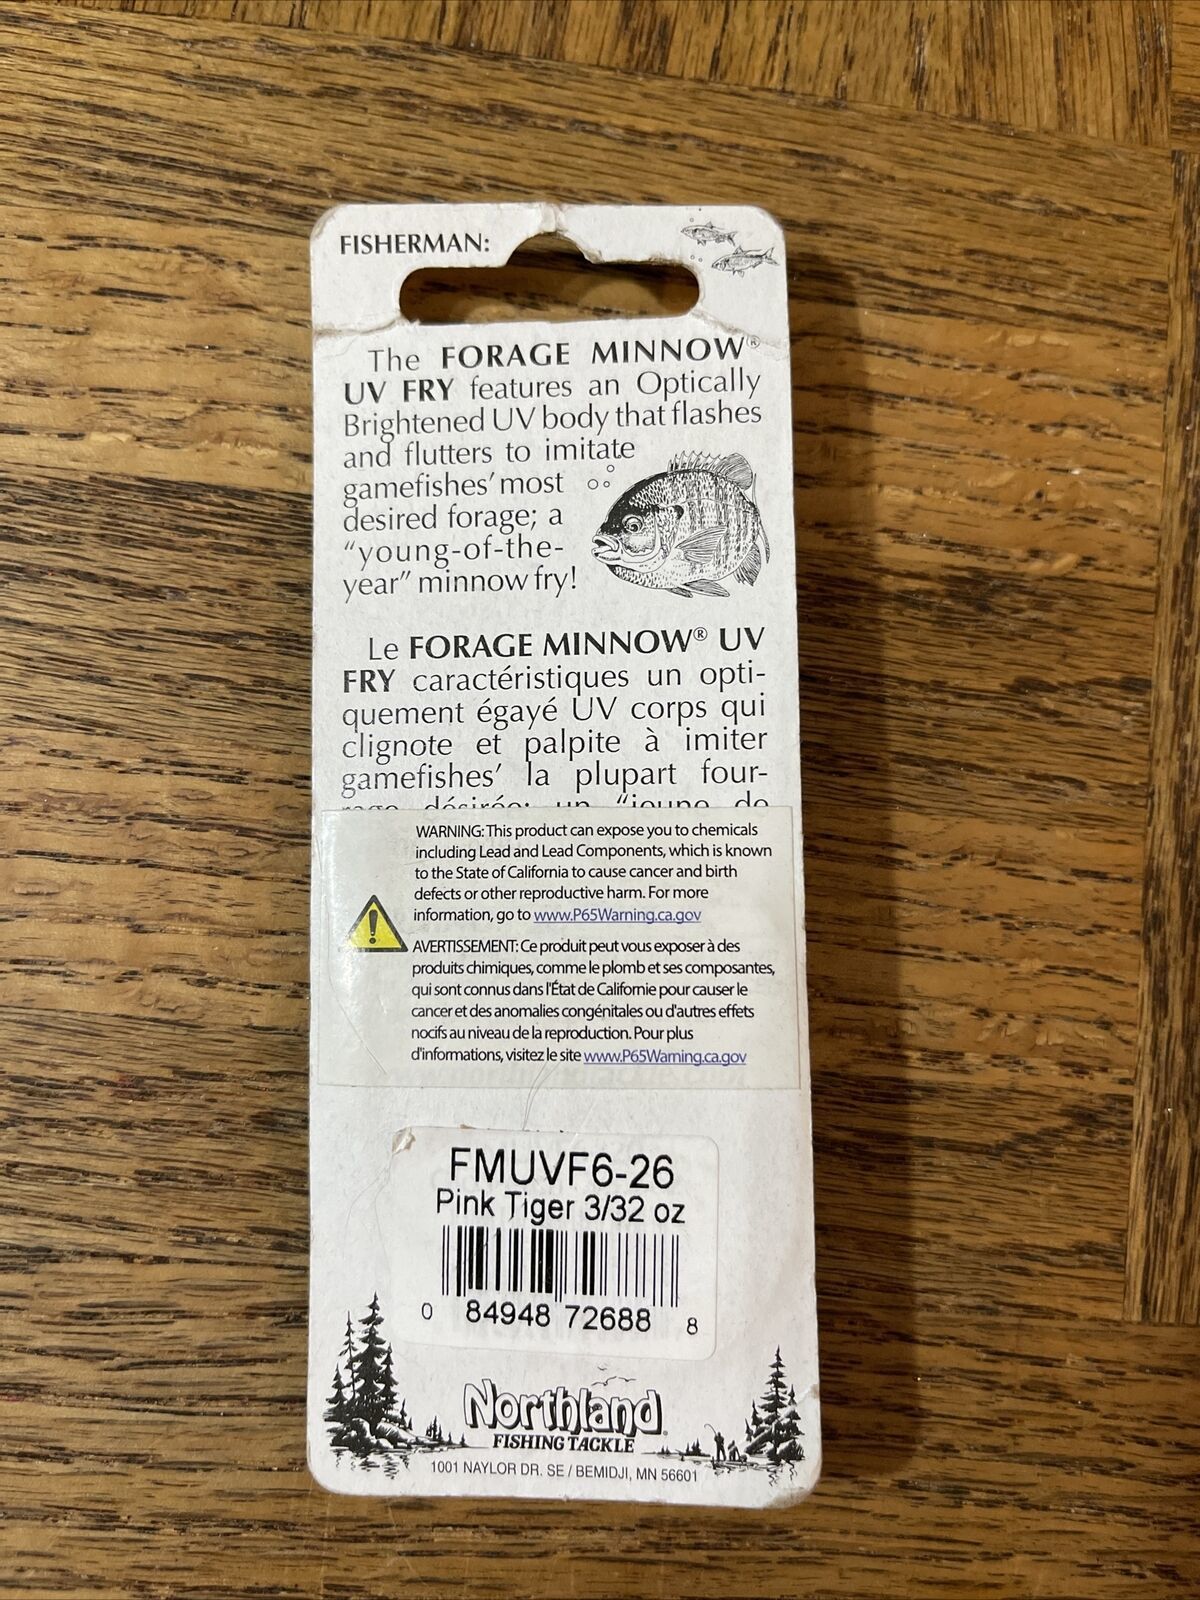 FISHERMAN:
The FORAGE MINNOW®
UV FRY features an Optically
Brightened UV body that flashes
and flutters to imitate
gamefishes' most
desired forage; a
“young-of-the-
year” minnow fry!
Le FORAGE MINNOW® UV
FRY caractéristiques un opti-
quement égayé UV corps qui
clignote et palpite à imiter
gamefishes' la plupart four-
rage désirée; un “jeune de
WARNING: This product can expose you to chemicals
including Lead and Lead Components, which is known
to the State of California to cause cancer and birth
defects or other reproductive harm. For more
information, go to www.P65Warning.ca.gov
AVERTISSEMENT: Ce produit peut vous exposer à des
produits chimiques, comme le plomb et ses composantes,
qui sont connus dans l'État de Californie pour causer le
cancer et des anomalies congénitales ou d'autres effets
nocifs au niveau de la reproduction. Pour plus
d'informations, visitez le site www.P65Warning.ca.gov
FMUVF6-26
Pink Tiger 3/32 oz
0 84948 72688 8
Northland
FISHING TACKLE
1001 NAYLOR DR. SE / BEMIDJI, MN 56601